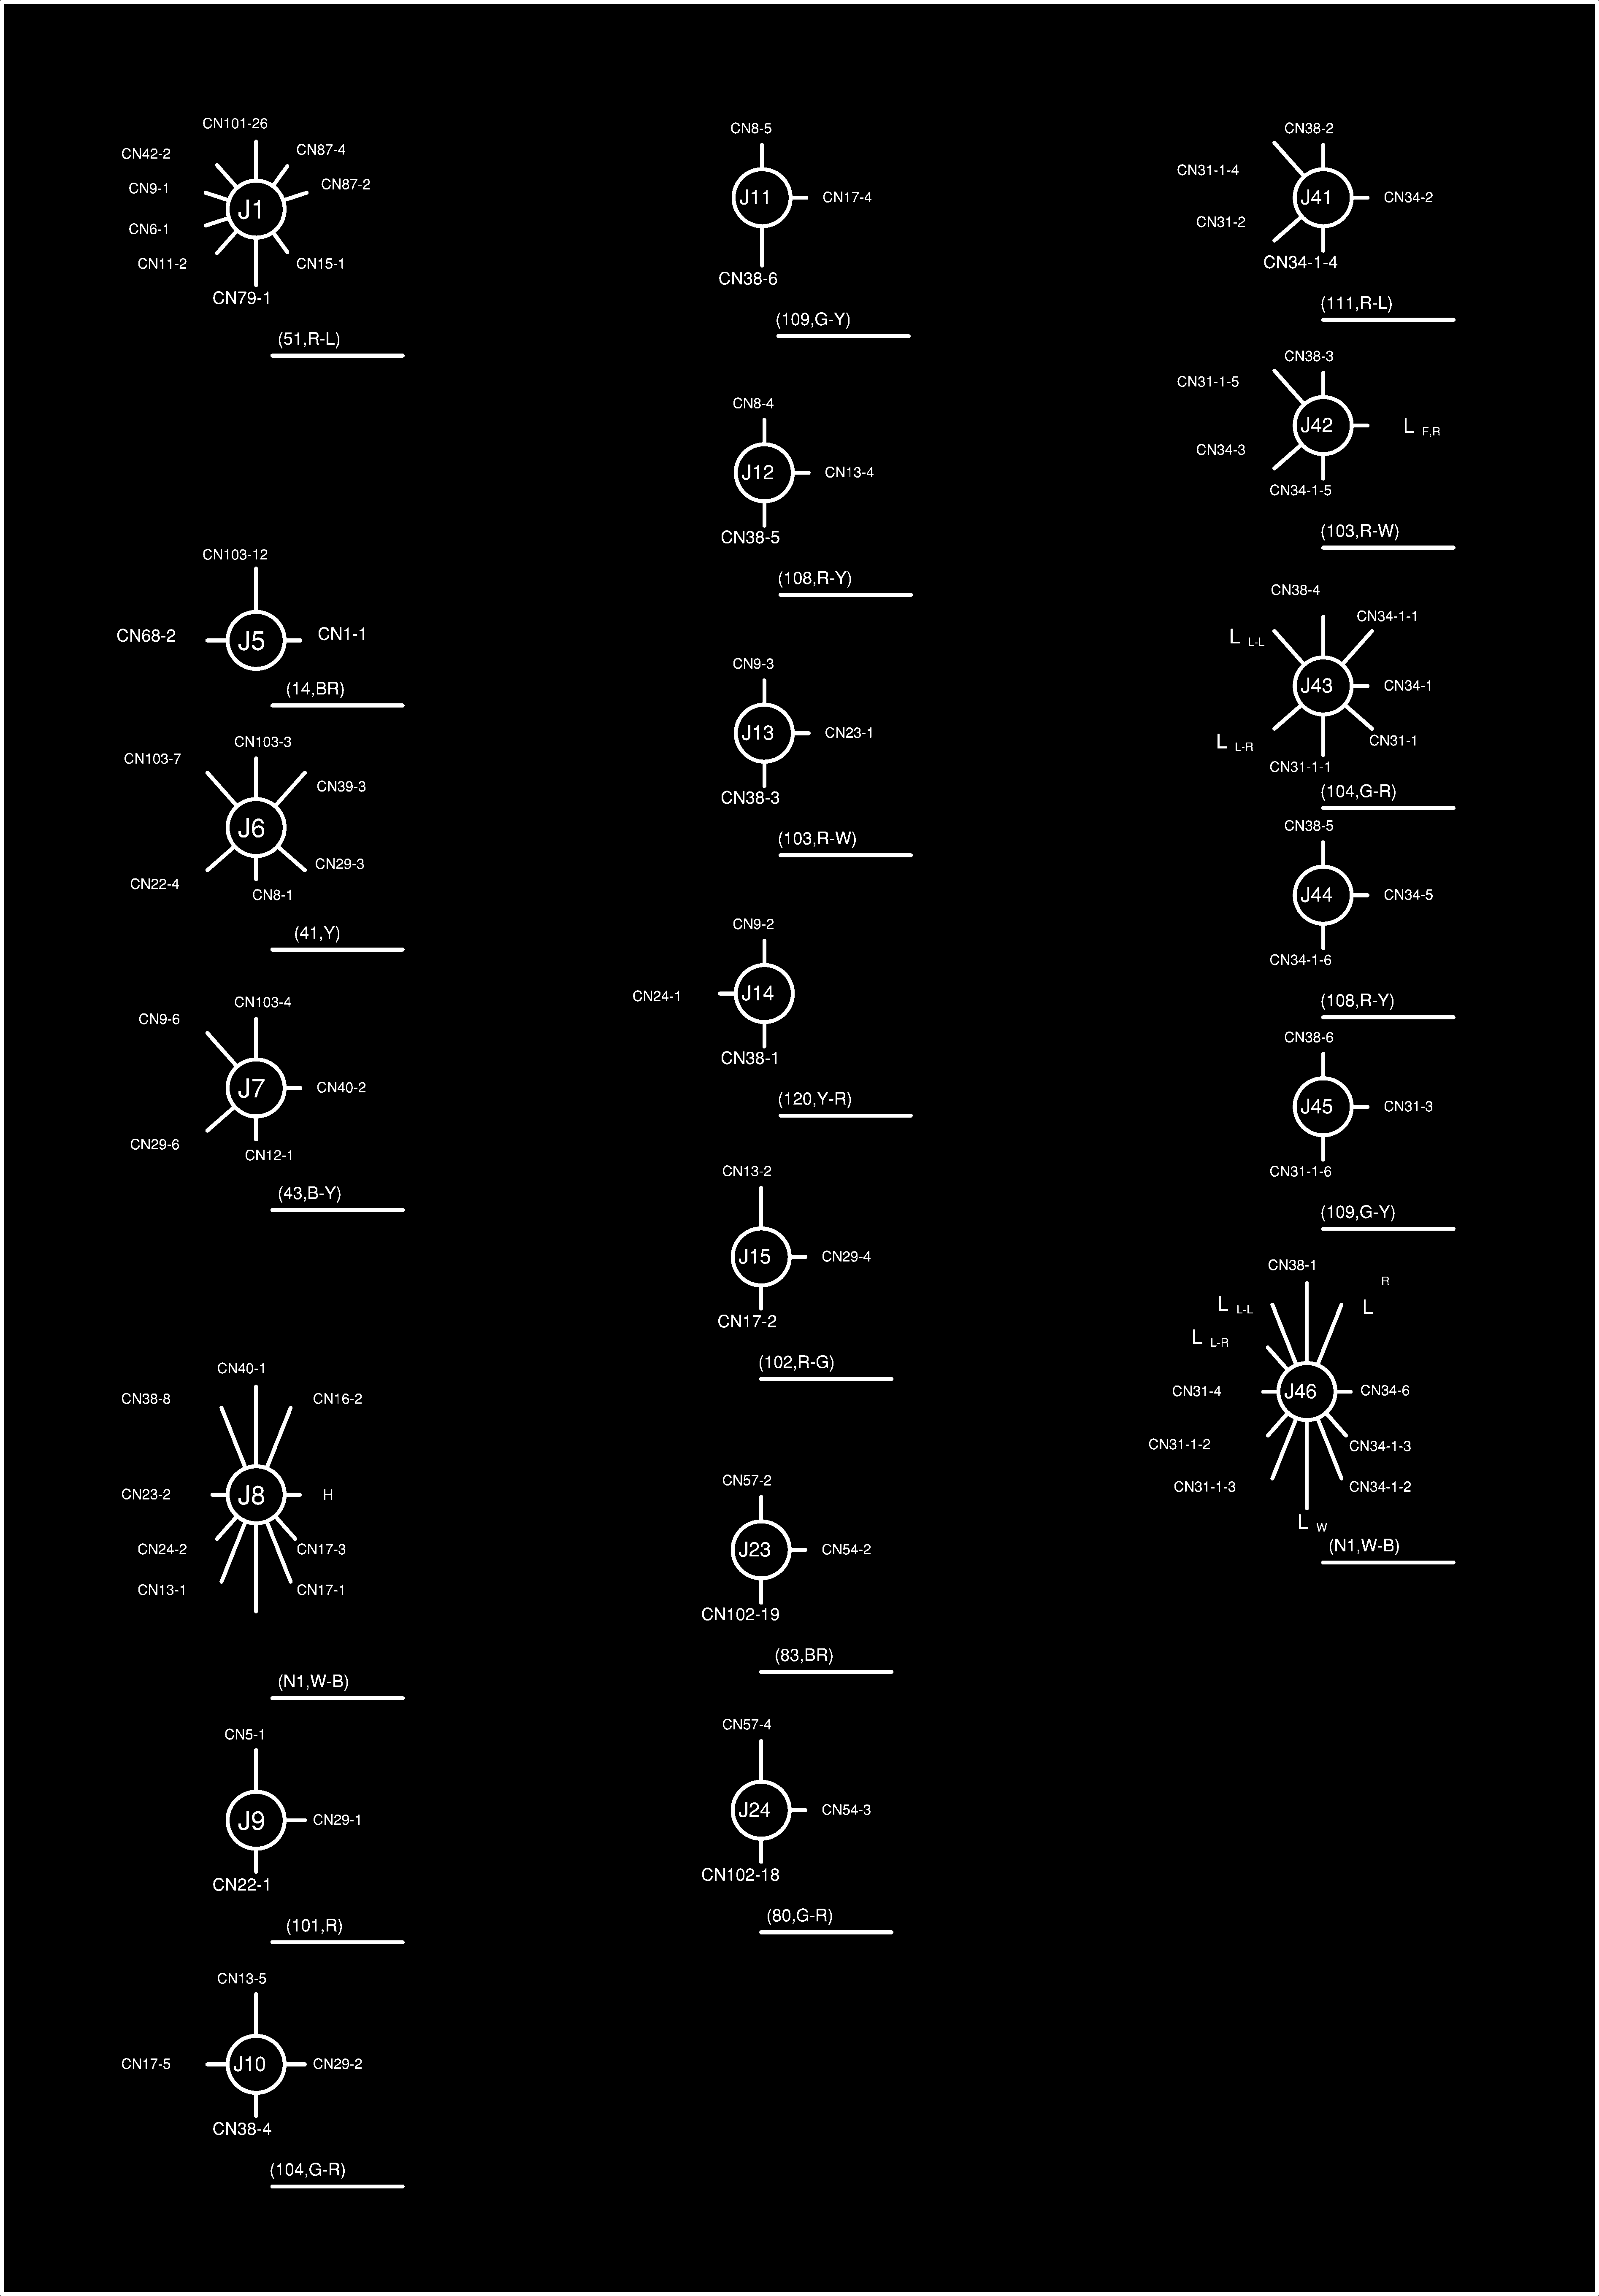 CN101-26
CN42-2
CN87-4
CN9-1
CN87-2
J1
CN6-1
CN11-2
CN15-1
CN79-1
(51,R-L)
CN103-12
CN68-2
J5
CN1-1
(14,BR)
CN103-3
CN103-7
CN39-3
J6
CN29-3
CN22-4
CN8-1
(41,Y)
CN103-4
CN9-6
J7
CN40-2
CN29-6
CN12-1
(43,B-Y)
CN40-1
CN38-8
CN16-2
CN23-2
J8
H
CN24-2
CN17-3
CN13-1
CN17-1
(N1,W-B)
CN5-1
J9
CN29-1
CN22-1
(101,R)
CN13-5
CN17-5
J10
CN29-2
CN38-4
(104,G-R)
CN8-5
J11
CN17-4
CN38-6
(109,G-Y)
CN8-4
J12
CN13-4
CN38-5
(108,R-Y)
CN9-3
J13
CN23-1
CN38-3
(103,R-W)
CN9-2
CN24-1
J14
CN38-1
(120,Y-R)
CN13-2
J15
CN29-4
CN17-2
(102,R-G)
CN57-2
J23
CN54-2
CN102-19
(83,BR)
CN57-4
J24
CN54-3
CN102-18
(80,G-R)
CN38-2
CN31-1-4
J41
CN34-2
CN31-2
CN34-1-4
(111,R-L)
CN38-3
CN31-1-5
J42
L F,R
CN34-3
CN34-1-5
(103,R-W)
CN38-4
CN34-1-1
L L-L
J43
CN34-1
L L-R
CN31-1
CN31-1-1
(104,G-R)
CN38-5
J44
CN34-5
CN34-1-6
(108,R-Y)
CN38-6
J45
CN31-3
CN31-1-6
(109,G-Y)
CN38-1
R
L L-L
L
L L-R
CN31-4
J46
CN34-6
CN31-1-2
CN34-1-3
CN31-1-3
CN34-1-2
L W
(N1,W-B)